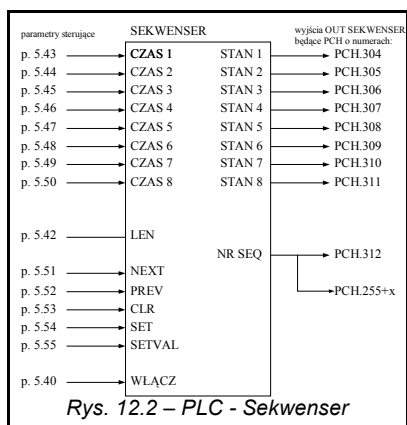 parametry sterujące SEKWENSER wyjścia OUT SEKWENSER
będące PCH o numerach:
p. 5.43 CZAS 1 STAN 1 PCH.304
p. 5.44 CZAS 2 STAN 2 PCH.305
p. 5.45 CZAS 3 STAN 3 PCH.306
p. 5.46 CZAS 4 STAN 4 PCH.307
p. 5.47 CZAS 5 STAN 5 PCH.308
p. 5.48 CZAS 6 STAN 6 PCH.309
p. 5.49 CZAS 7 STAN 7 PCH.310
p. 5.50 CZAS 8 STAN 8 PCH.311
p. 5.42 LEN
NR SEQ PCH.312
p. 5.51 NEXT
p. 5.52 PREV PCH.255+x
p. 5.53 CLR
p. 5.54 SET
p. 5.55 SETVAL
p. 5.40 WŁĄCZ
Rys. 12.2 – PLC - Sekwenser